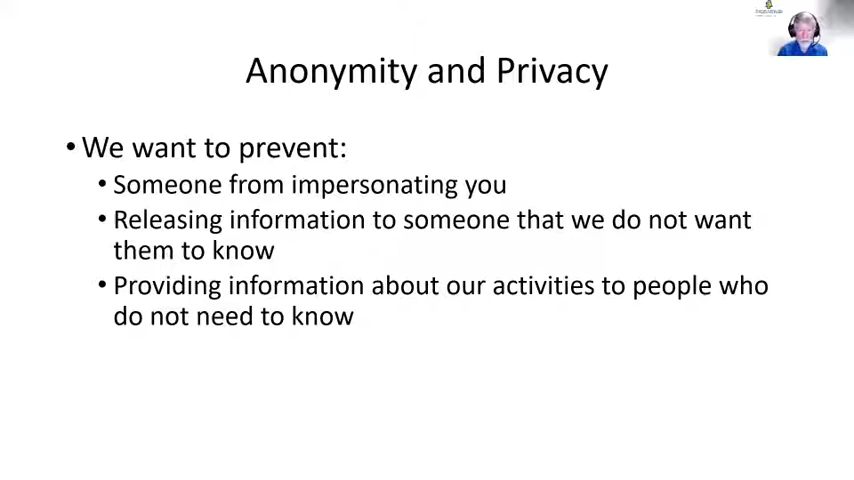 Anonymity and Privacy
• We want to prevent:
• Someone from impersonating you
• Releasing information to someone that we do not want
them to know
• Providing information about our activities to people who
do not need to know